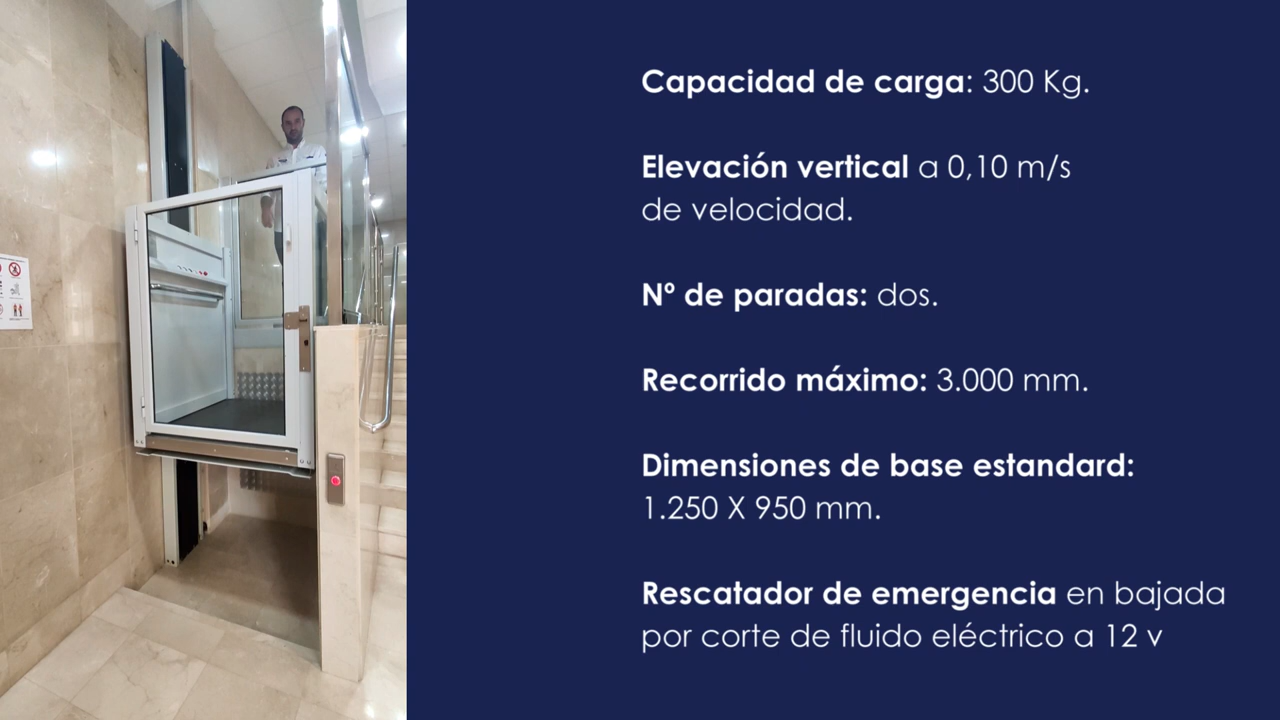 Capacidad de carga: 300 Kg.
Elevación vertical a 0,10 m/s
de velocidad.
Nº de paradas: dos.
Recorrido máximo: 3.000 mm.
Dimensiones de base estandard:
1.250 X 950 mm.
Rescatador de emergencia en bajada
por corte de fluido eléctrico a 12 v